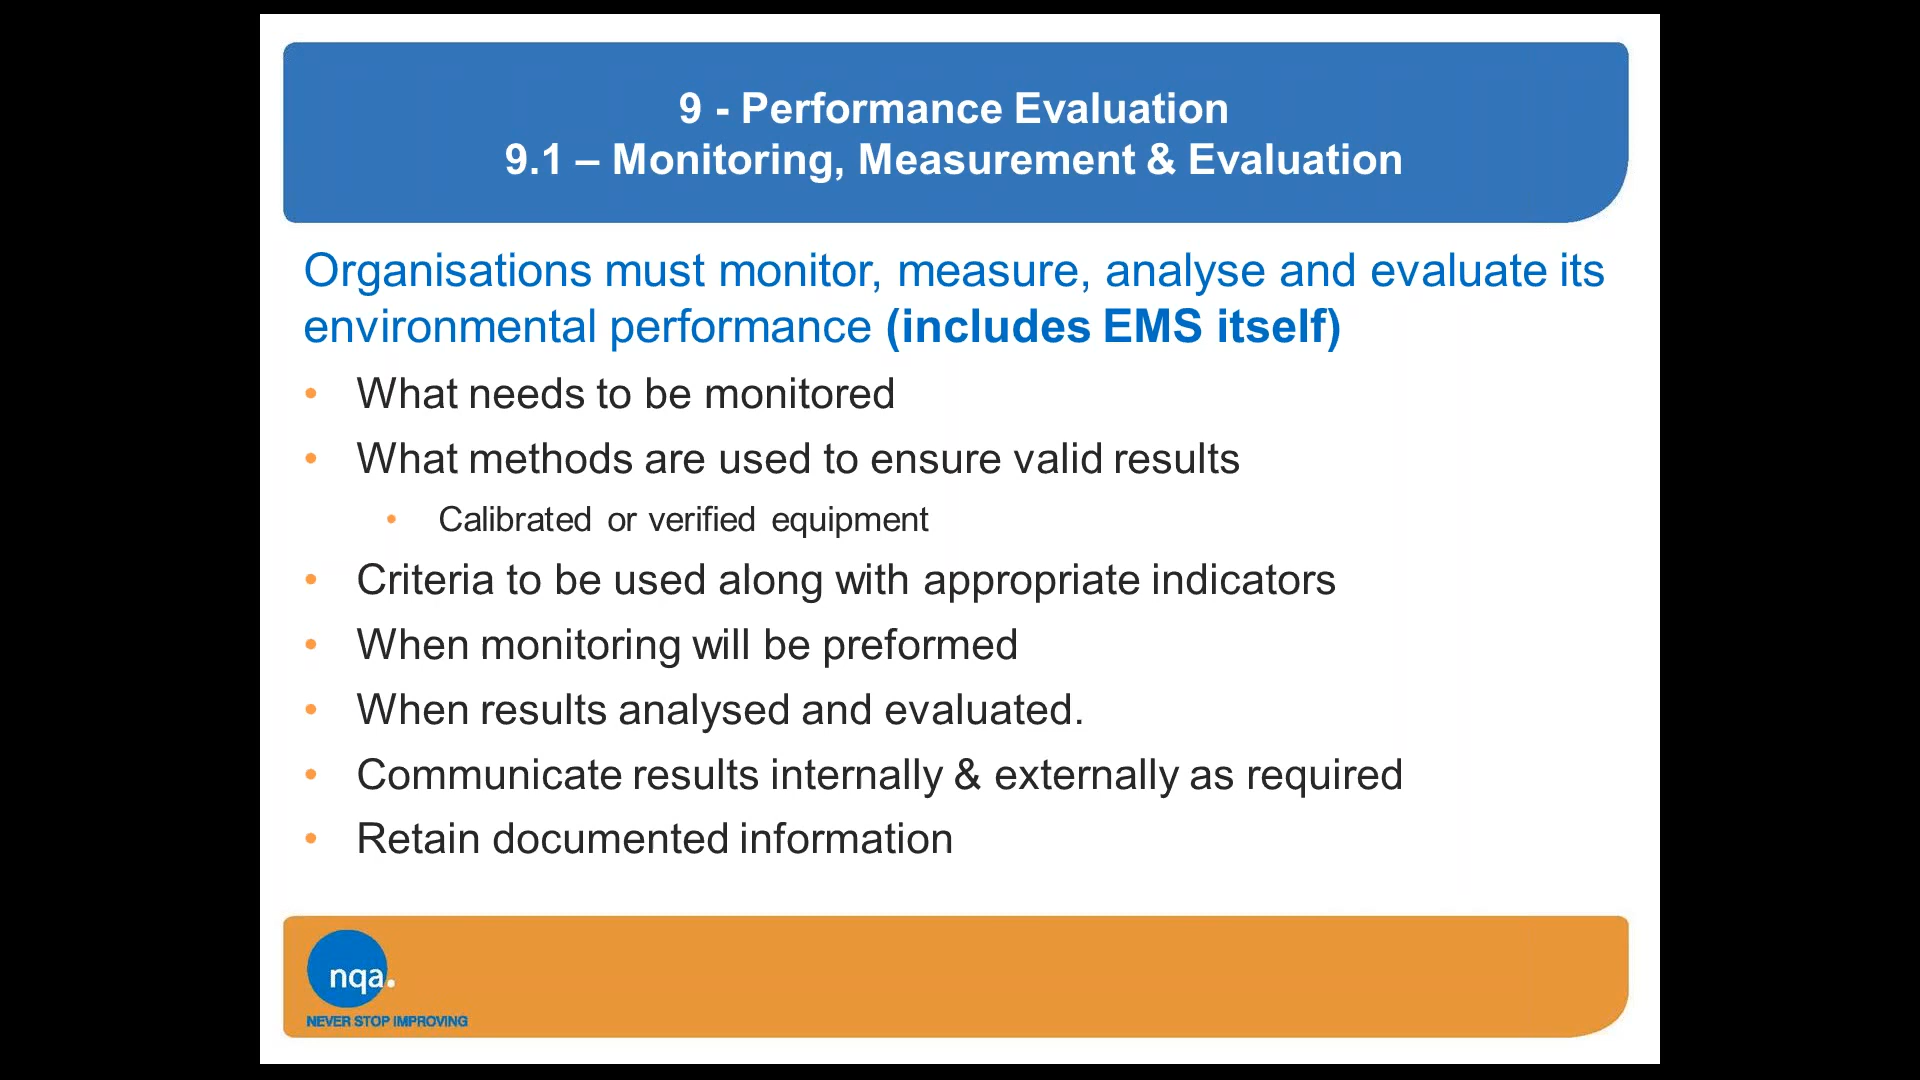 9 - Performance Evaluation
9.1 – Monitoring, Measurement & Evaluation
Organisations must monitor, measure, analyse and evaluate its
environmental performance (includes EMS itself)
• What needs to be monitored
• What methods are used to ensure valid results
• Calibrated or verified equipment
• Criteria to be used along with appropriate indicators
• When monitoring will be preformed
• When results analysed and evaluated.
• Communicate results internally & externally as required
• Retain documented information
nqa.
NEVER STOP IMPROVING